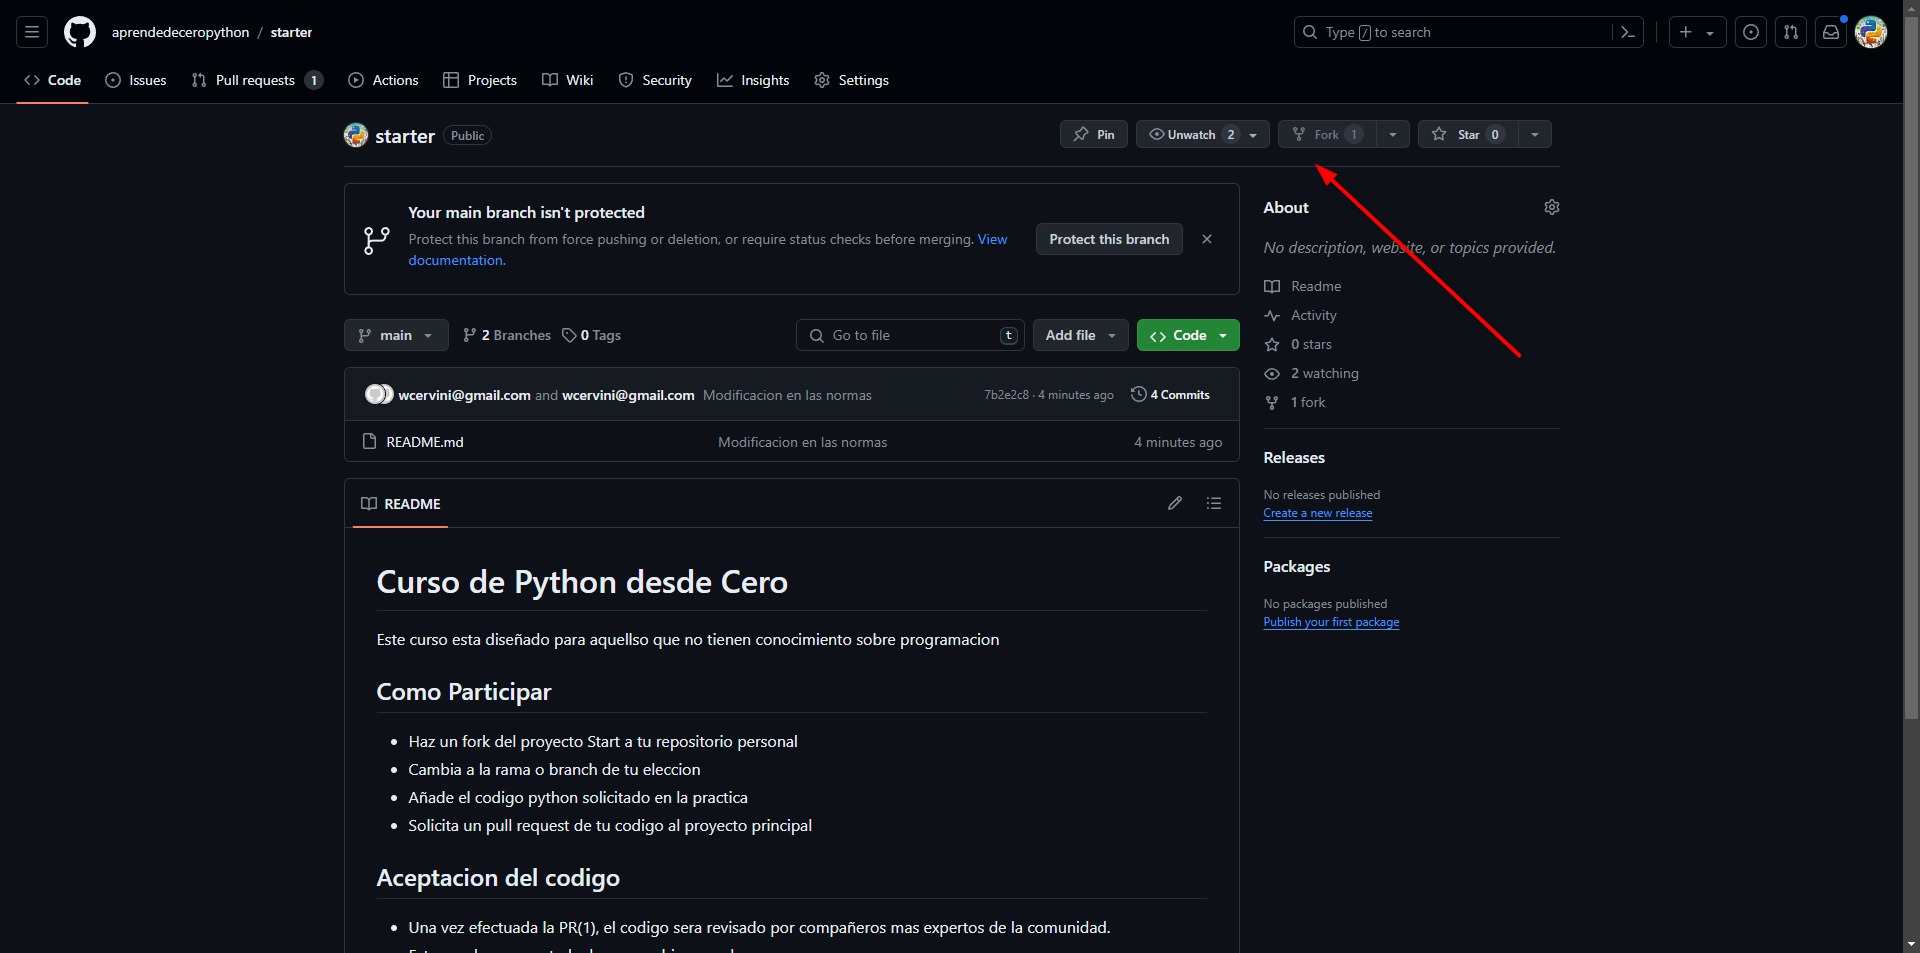 aprendedeceropython / starter
Type / to search
Code Issues Pull requests 1 Actions Projects Wiki Security Insights Settings
starter Public
Pin Unwatch 2 Fork 1 Star 0
Your main branch isn't protected
Protect this branch from force pushing or deletion, or require status checks before merging. View
documentation.
Protect this branch
main 2 Branches 0 Tags
Go to file t Add file Code
wcervini@gmail.com and wcervini@gmail.com Modificacion en las normas 7b2e2c8 · 4 minutes ago 4 Commits
README.md Modificacion en las normas 4 minutes ago
README
Curso de Python desde Cero
Este curso esta diseñado para aquellso que no tienen conocimiento sobre programacion
Como Participar
Haz un fork del proyecto Start a tu repositorio personal
Cambia a la rama o branch de tu eleccion
Añade el codigo python solicitado en la practica
Solicita un pull request de tu codigo al proyecto principal
Aceptacion del codigo
Una vez efectuada la PR(1), el codigo sera revisado por compañeros mas expertos de la comunidad.
About
No description, website, or topics provided.
Readme
Activity
0 stars
2 watching
1 fork
Releases
No releases published
Create a new release
Packages
No packages published
Publish your first package